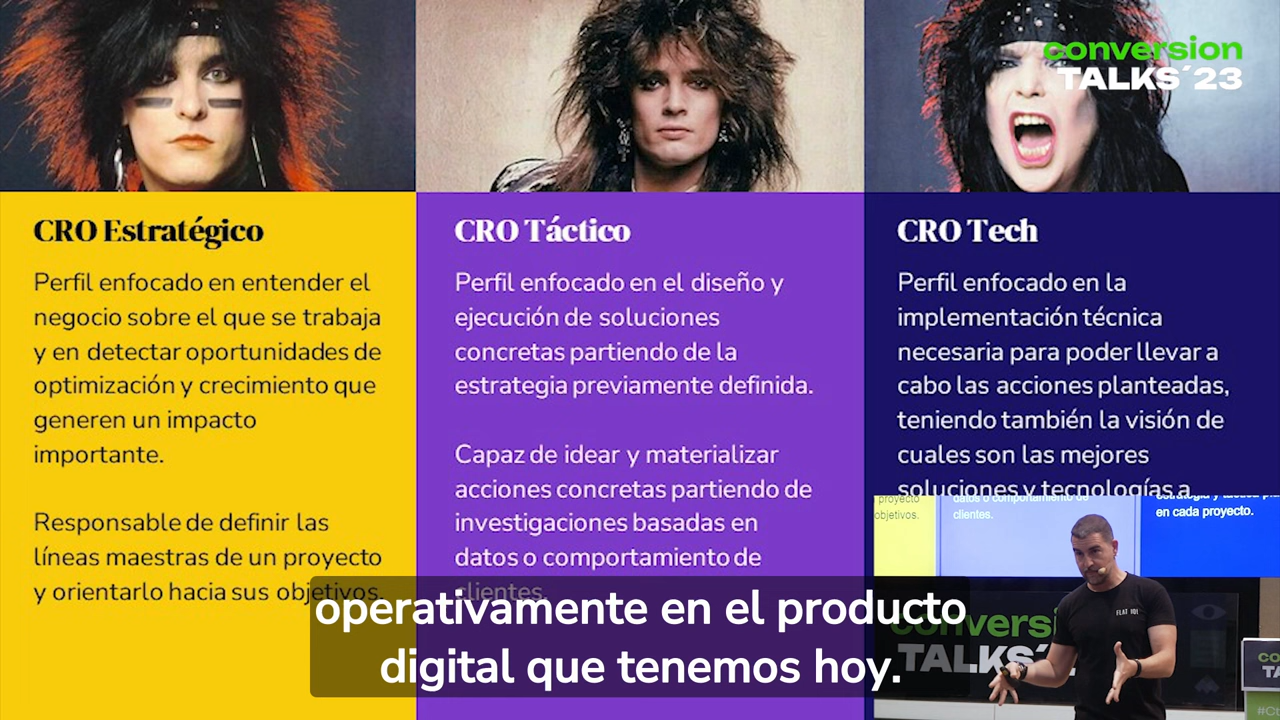 conversion
TALKS´23
CRO Estratégico
Perfil enfocado en entender el
negocio sobre el que se trabaja
y en detectar oportunidades de
optimización y crecimiento que
generen un impacto
importante.
Responsable de definir las
líneas maestras de un proyecto
y orientarlo hacia sus objetivos.
CRO Táctico
Perfil enfocado en el diseño y
ejecución de soluciones
concretas partiendo de la
estrategia previamente definida.
Capaz de idear y materializar
acciones concretas partiendo de
investigaciones basadas en
datos o comportamiento de
clientes.
CRO Tech
Perfil enfocado en la
implementación técnica
necesaria para poder llevar a
cabo las acciones planteadas,
teniendo también la visión de
cuales son las mejores
soluciones y tecnologías a
proyecto
objetivos.
datos o comportamiento de
clientes.
estrategia y táctica
en cada proyecto.
FLAT 101
TALKS
operativamente en el producto
digital que tenemos hoy.